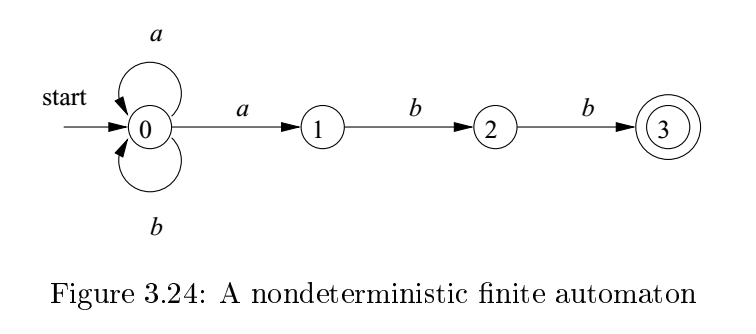 a
start
0 a 1 b 2 b 3
b
Figure 3.24: A nondeterministic finite automaton